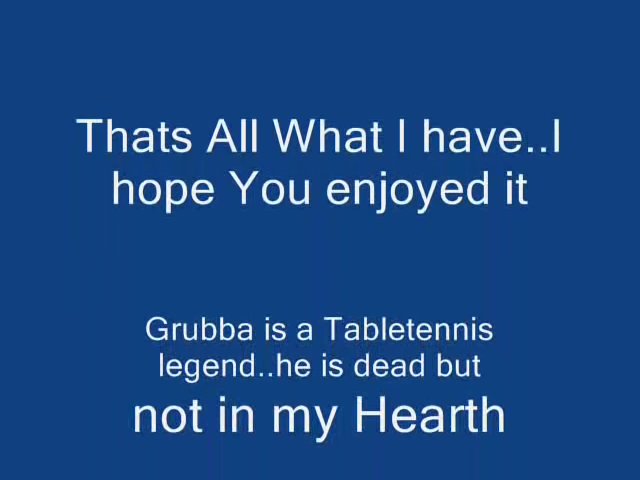 Thats All What I have..I
hope You enjoyed it
Grubba is a Tabletennis
legend..he is dead but
not in my Hearth